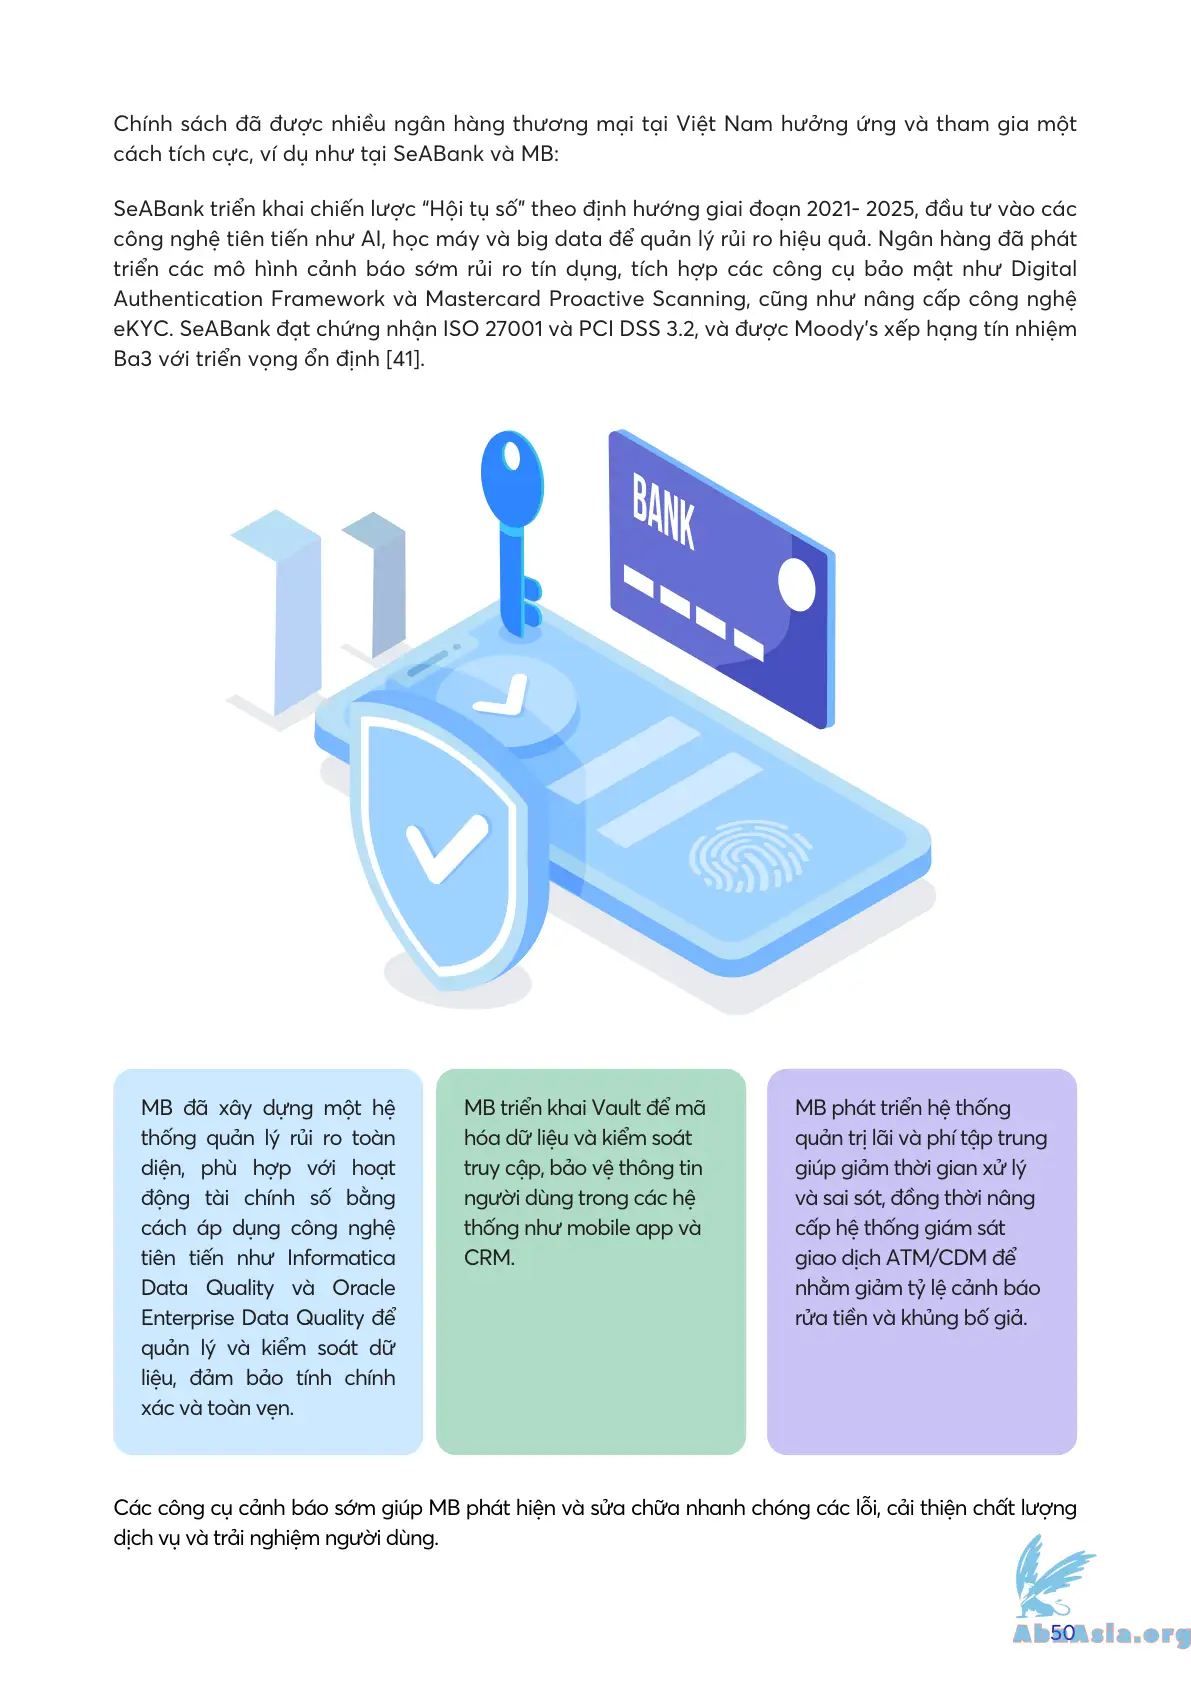 Chính sách đã được nhiều ngân hàng thương mại tại Việt Nam hưởng ứng và tham gia một
cách tích cực, ví dụ như tại SeABank và MB:
SeABank triển khai chiến lược “Hội tụ số” theo định hướng giai đoạn 2021- 2025, đầu tư vào các
công nghệ tiên tiến như AI, học máy và big data để quản lý rủi ro hiệu quả. Ngân hàng đã phát
triển các mô hình cảnh báo sớm rủi ro tín dụng, tích hợp các công cụ bảo mật như Digital
Authentication Framework và Mastercard Proactive Scanning, cũng như nâng cấp công nghệ
eKYC. SeABank đạt chứng nhận ISO 27001 và PCI DSS 3.2, và được Moody’s xếp hạng tín nhiệm
Ba3 với triển vọng ổn định [41].
BANK
MB đã xây dựng một hệ
thống quản lý rủi ro toàn
diện, phù hợp với hoạt
động tài chính số bằng
cách áp dụng công nghệ
tiên tiến như Informatica
Data Quality và Oracle
Enterprise Data Quality để
quản lý và kiểm soát dữ
liệu, đảm bảo tính chính
xác và toàn vẹn.
MB triển khai Vault để mã
hóa dữ liệu và kiểm soát
truy cập, bảo vệ thông tin
người dùng trong các hệ
thống như mobile app và
CRM.
MB phát triển hệ thống
quản trị lãi và phí tập trung
giúp giảm thời gian xử lý
và sai sót, đồng thời nâng
cấp hệ thống giám sát
giao dịch ATM/CDM để
nhằm giảm tỷ lệ cảnh báo
rửa tiền và khủng bố giả.
Các công cụ cảnh báo sớm giúp MB phát hiện và sửa chữa nhanh chóng các lỗi, cải thiện chất lượng
dịch vụ và trải nghiệm người dùng.
50